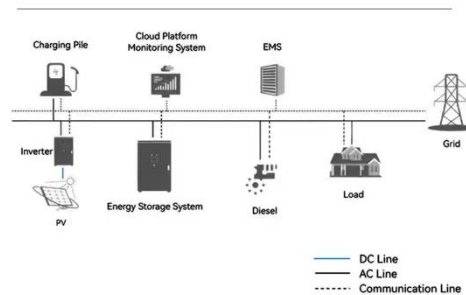 Charging Pile
Cloud Platform
Monitoring System
EMS
Grid
Inverter
PV
Energy Storage System
Diesel
Load
DC Line
AC Line
Communication Line